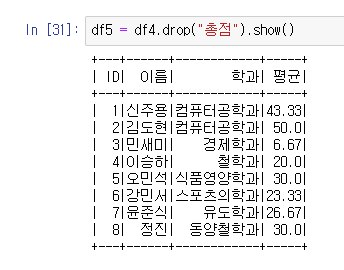 In [31]: df5 = df4.drop("총점").show()
+---+------+------------+-----+
| ID|  이름|        학과| 평균|
+---+------+------------+-----+
|  1|신주용|컴퓨터공학과|43.33|
|  2|김도현|컴퓨터공학과| 50.0|
|  3|민새미|    경제학과| 6.67|
|  4|이승하|      철학과| 20.0|
|  5|오민석|식품영양학과| 30.0|
|  6|강민서|스포츠의학과|23.33|
|  7|윤준식|    유도학과|26.67|
|  8|  정진|  동양철학과| 30.0|
+---+------+------------+-----+